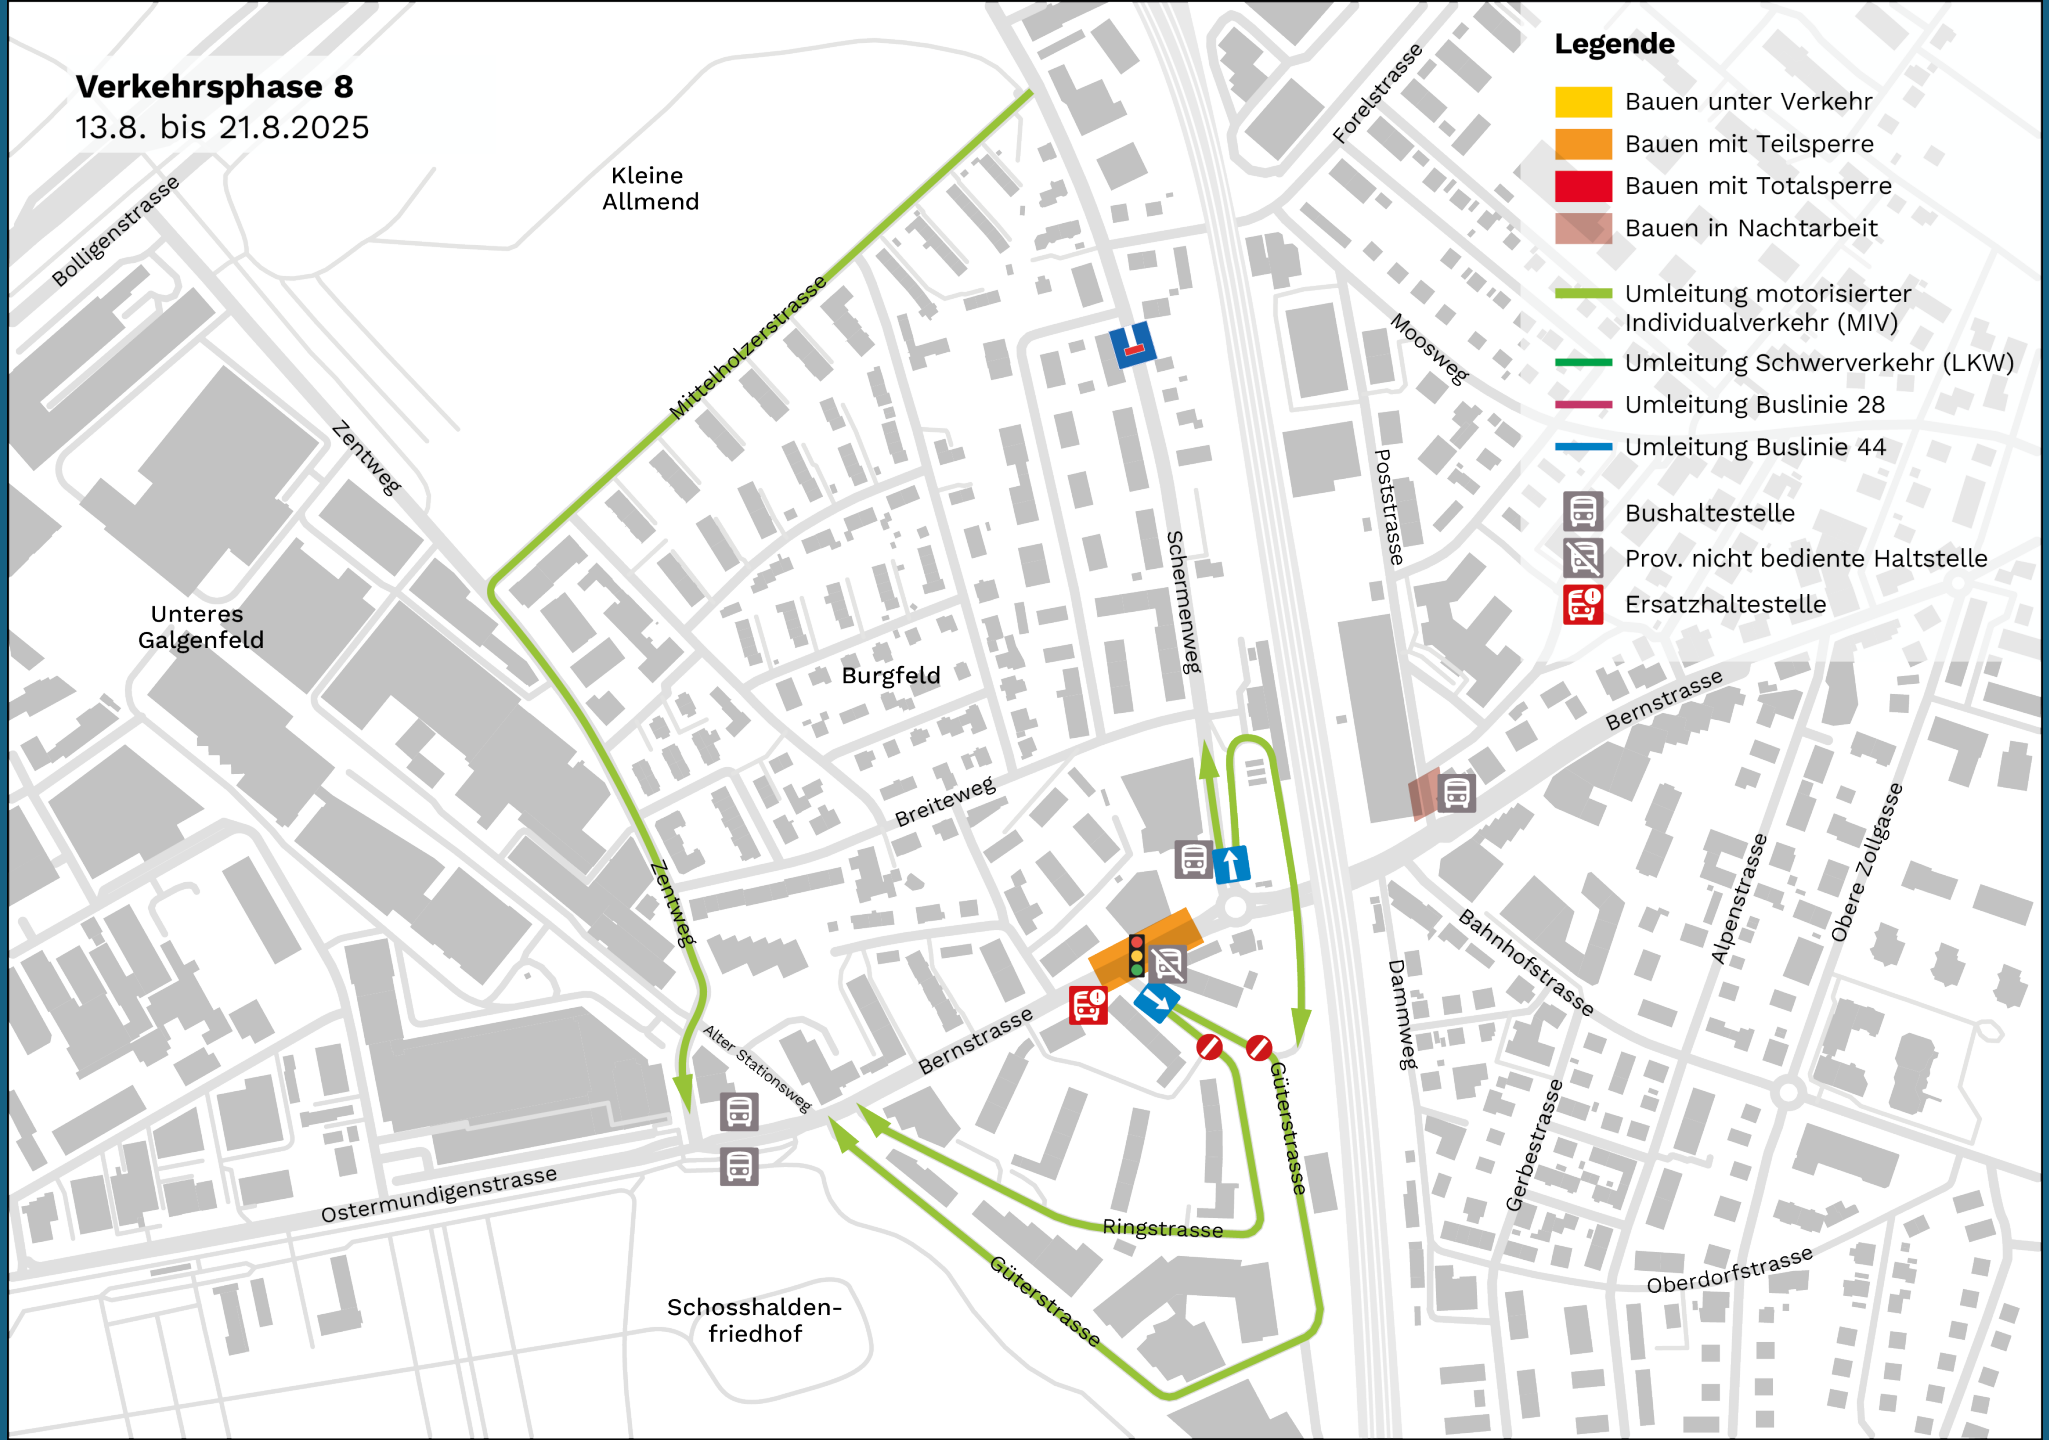 Verkehrsphase 8
13.8. bis 21.8.2025
Legende
Bauen unter Verkehr
Bauen mit Teilsperre
Bauen mit Totalsperre
Bauen in Nachtarbeit
Umleitung motorisierter
Individualverkehr (MIV)
Umleitung Schwerverkehr (LKW)
Umleitung Buslinie 28
Umleitung Buslinie 44
Bushaltestelle
Prov. nicht bediente Haltstelle
Ersatzhaltestelle
Kleine
Allmend
Forelstrasse
Bolligenstrasse
Mittelholzerstrasse
Moosweg
Zentweg
Poststrasse
Schermenweg
Unteres
Galgenfeld
Burgfeld
Bernstrasse
Breiteweg
Zentweg
Alpenstrasse
Obere Zollgasse
Bahnhofstrasse
Dammweg
Bernstrasse
Alter Stationsweg
Güterstrasse
Gerbestrasse
Ostermundigenstrasse
Ringstrasse
Güterstrasse
Oberdorfstrasse
Schosshalden-
friedhof